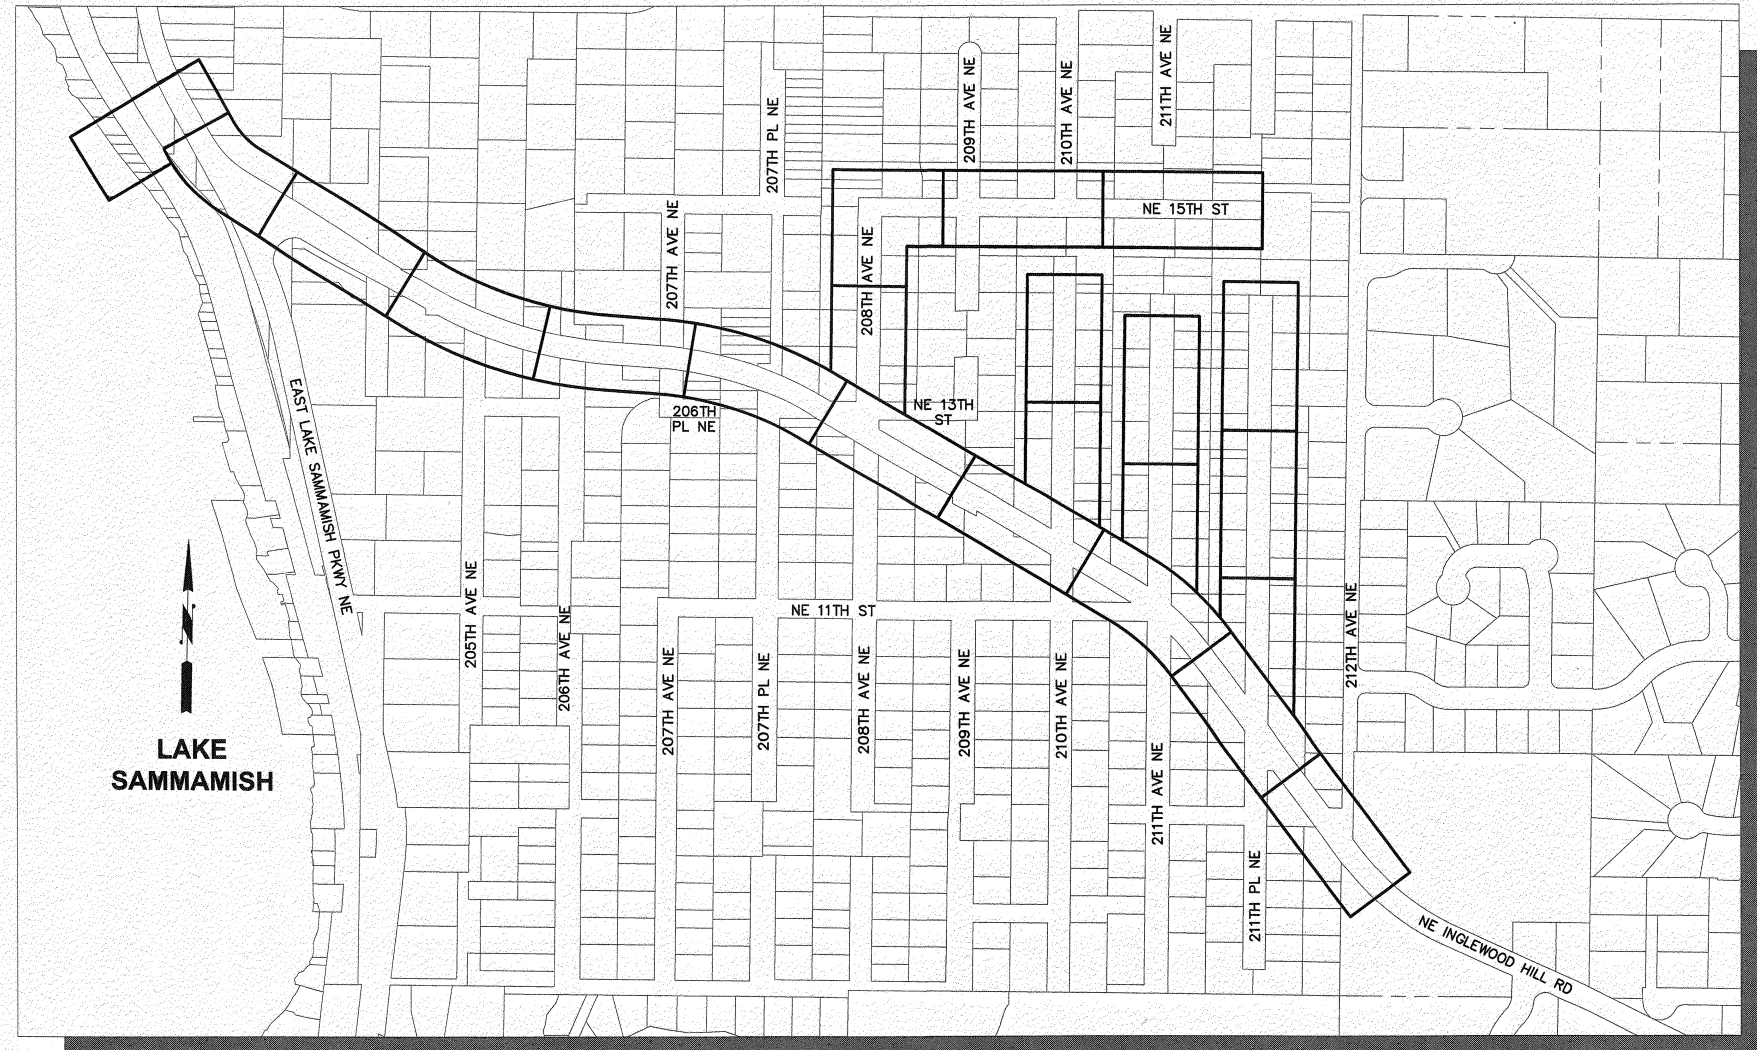 211TH AVE NE
209TH AVE NE
210TH AVE NE
207TH PL NE
NE 15TH ST
207TH AVE NE
208TH AVE NE
NE 13TH
ST
206TH
PL NE
EAST LAKE SAMMAMISH PKWY NE
N
205TH AVE NE
206TH AVE NE
NE 11TH ST
212TH AVE NE
207TH AVE NE
207TH PL NE
208TH AVE NE
209TH AVE NE
210TH AVE NE
211TH AVE NE
LAKE
SAMMAMISH
211TH PL NE
NE INGLEWOOD HILL RD